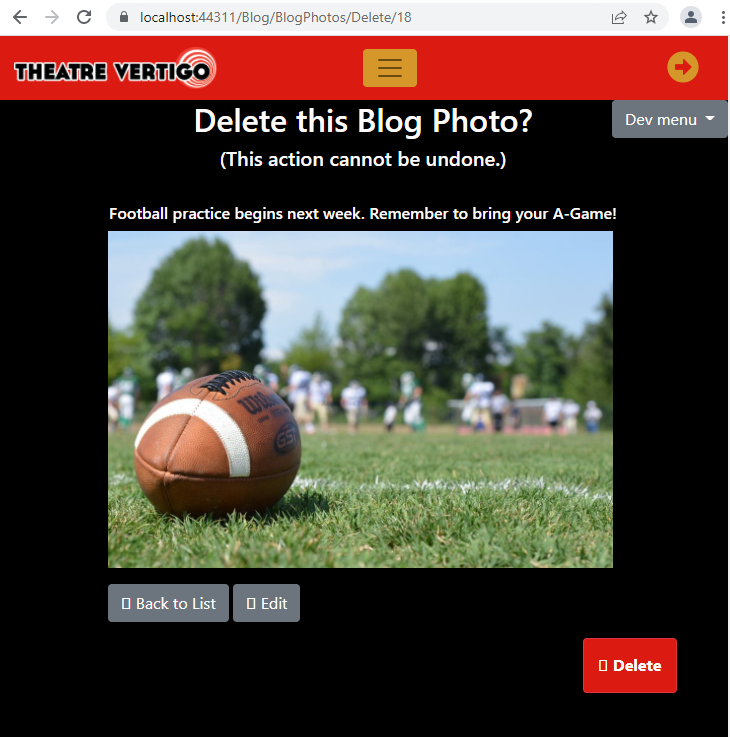 localhost:44311/Blog/BlogPhotos/Delete/18
THEATRE VERTIGO
Delete this Blog Photo?
Dev menu
(This action cannot be undone.)
Football practice begins next week. Remember to bring your A-Game!
Wilson
GST
Back to List
Edit
Delete